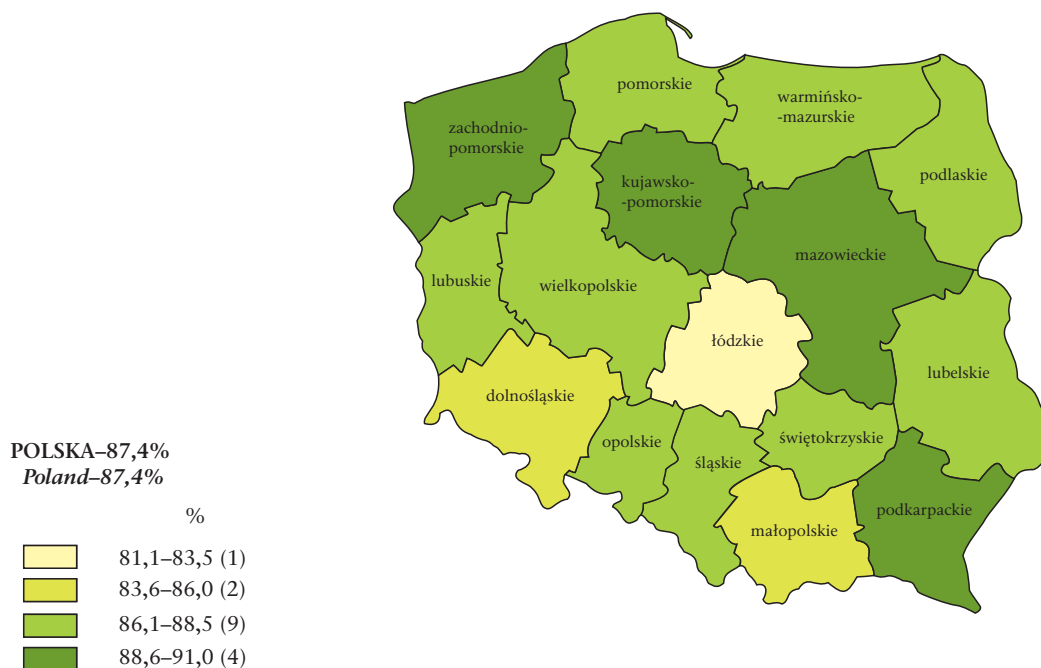 pomorskie
warmińsko-
-mazurskie
zachodnio-
pomorskie
podlaskie
kujawsko-
-pomorskie
mazowieckie
lubuskie
wielkopolskie
łódzkie
lubelskie
dolnośląskie
opolskie
świętokrzyskie
śląskie
podkarpackie
małopolskie
POLSKA–87,4%
Poland–87,4%
%
81,1–83,5 (1)
83,6–86,0 (2)
86,1–88,5 (9)
88,6–91,0 (4)